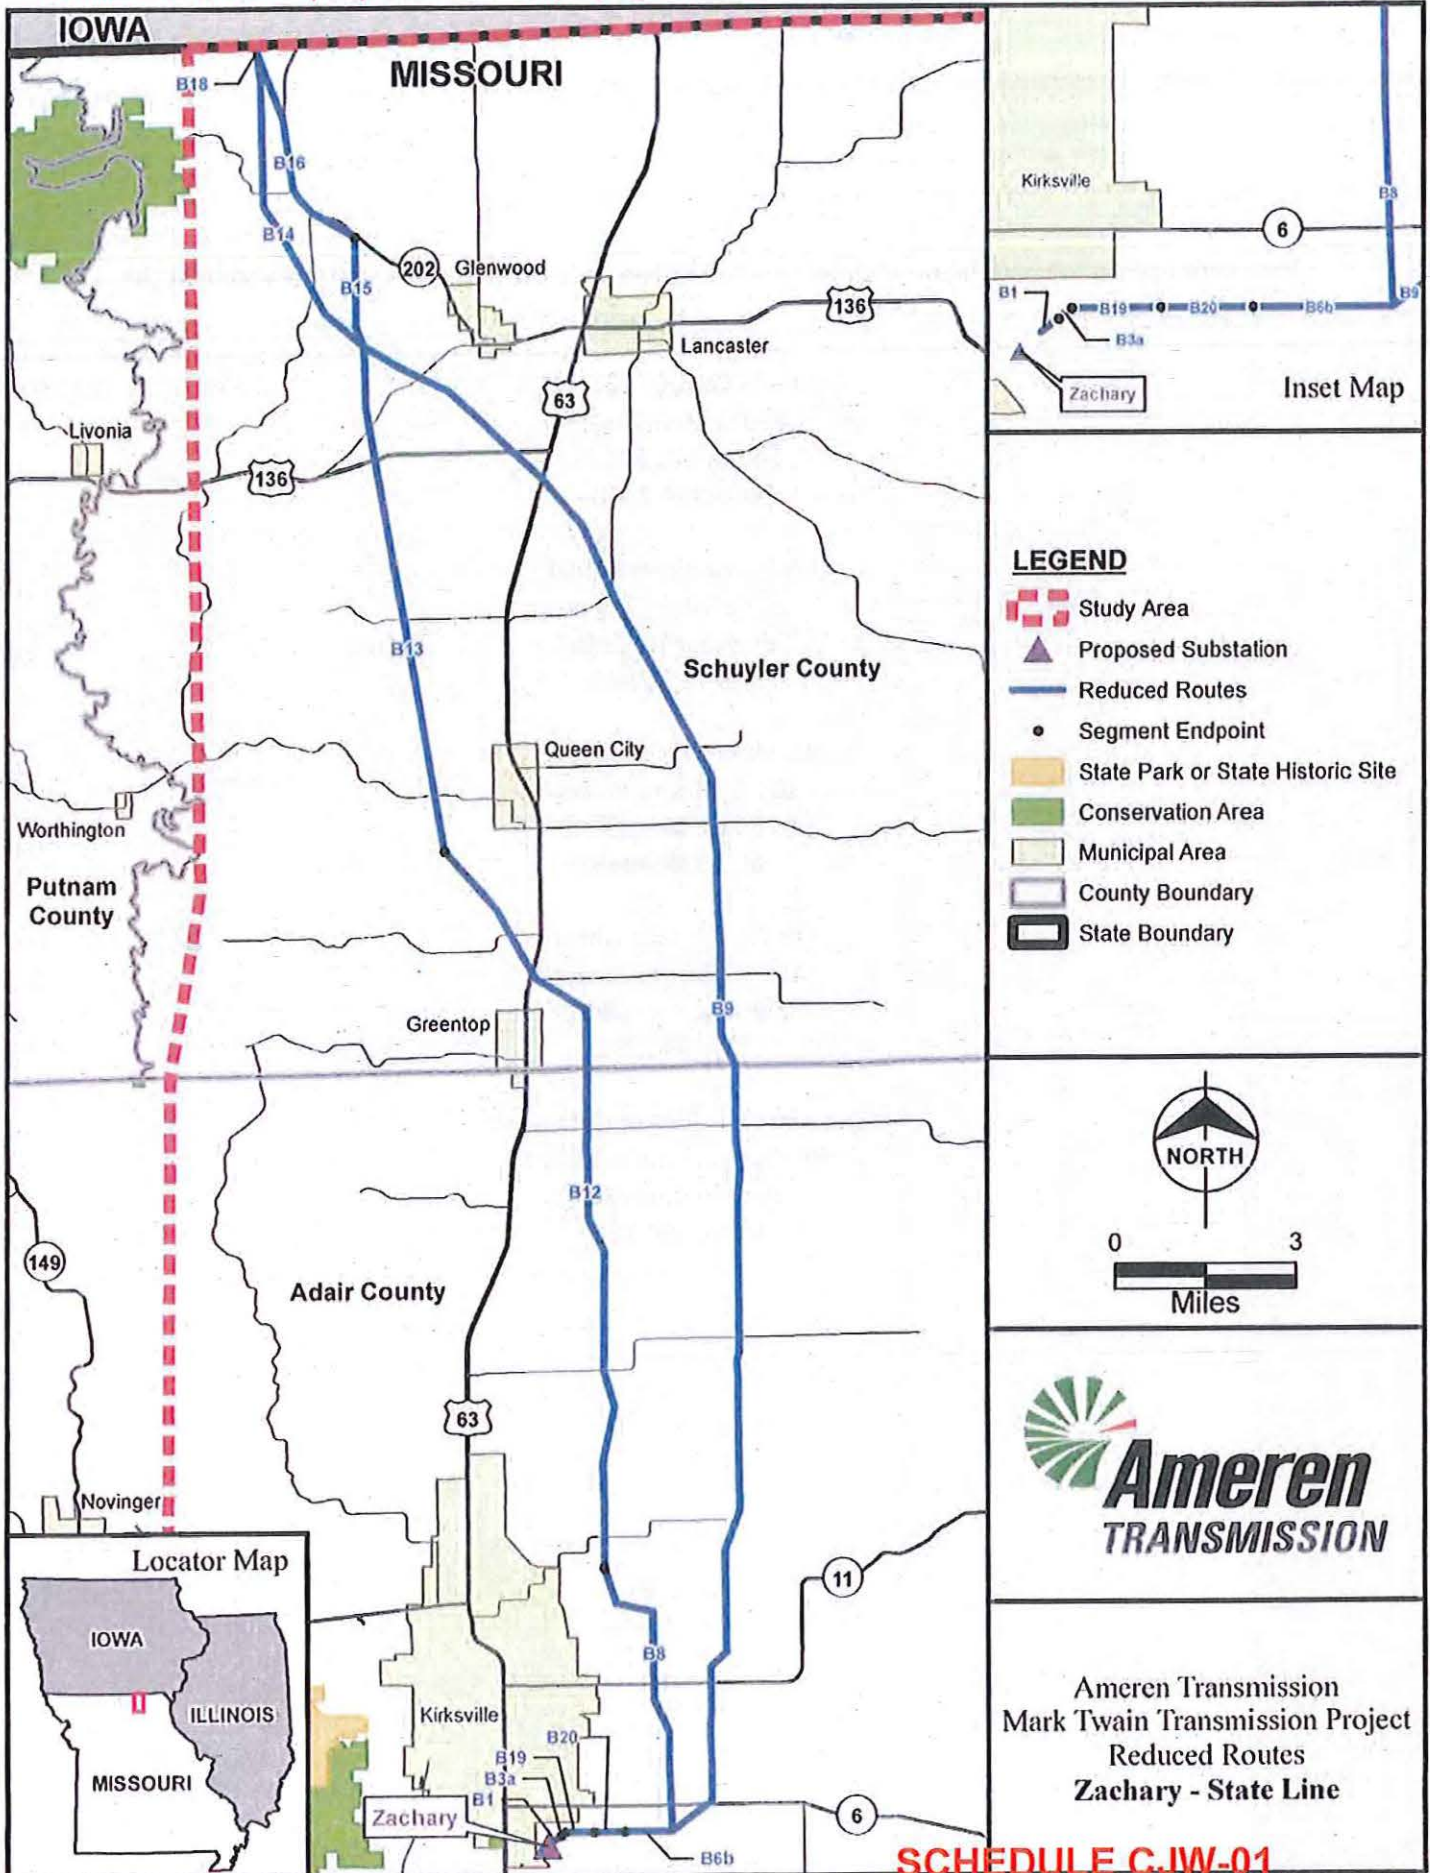 IOWA
MISSOURI
B18
B16
B14
B15
202
Glenwood
136
Lancaster
63
Livonia
136
B13
Schuyler County
Queen City
Worthington
Putnam
County
Greentop
B9
B12
149
Adair County
63
Novinger
11
B8
Kirksville
B20
B19
B3a
B1
Zachary
6
B6b
Locator Map
IOWA
ILLINOIS
MISSOURI
Kirksville
B8
6
B1
B19
B20
B6b
B9
B3a
Zachary
Inset Map
LEGEND
Study Area
Proposed Substation
Reduced Routes
Segment Endpoint
State Park or State Historic Site
Conservation Area
Municipal Area
County Boundary
State Boundary
NORTH
0 3
Miles
Ameren
TRANSMISSION
Ameren Transmission
Mark Twain Transmission Project
Reduced Routes
Zachary - State Line
SCHEDULE CJW-01